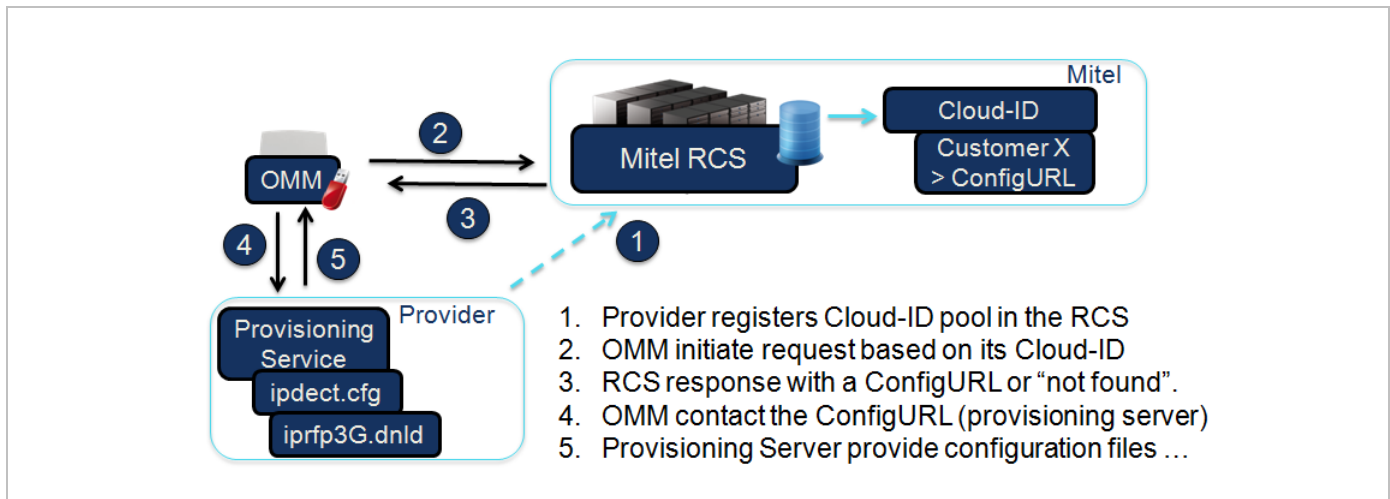 Mitel
Cloud-ID
2
Customer X
> ConfigURL
Mitel RCS
OMM
3
1
4
5
Provider
Provisioning
Service
ipdect.cfg
iprfp3G.dnld
1. Provider registers Cloud-ID pool in the RCS
2. OMM initiate request based on its Cloud-ID
3. RCS response with a ConfigURL or “not found”.
4. OMM contact the ConfigURL (provisioning server)
5. Provisioning Server provide configuration files …